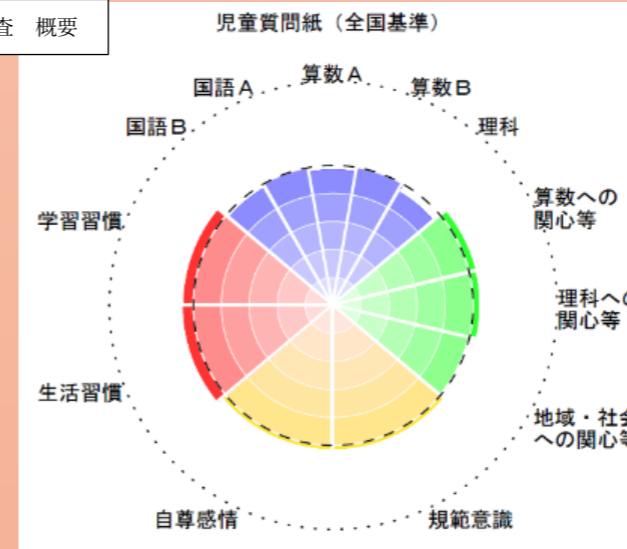 査 概要
児童質問紙（全国基準）
算数A
国語A
算数B
国語B
理科
学習習慣
算数への
関心等
理科への
関心等
生活習慣
地域・社会
への関心等
自尊感情
規範意識